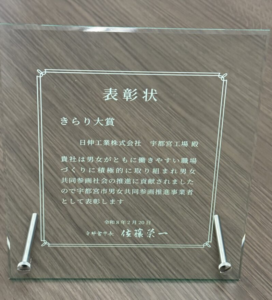 表彰状
きらり大賞
日伸工業株式会社 宇都宮工場 殿
貴社は男女がともに働きやすい職場
づくりに積極的に取り組まれ男女
共同参画社会の推進に貢献されました
ので宇都宮市男女共同参画推進事業者
として表彰します
宇都宮市長 佐藤栄一